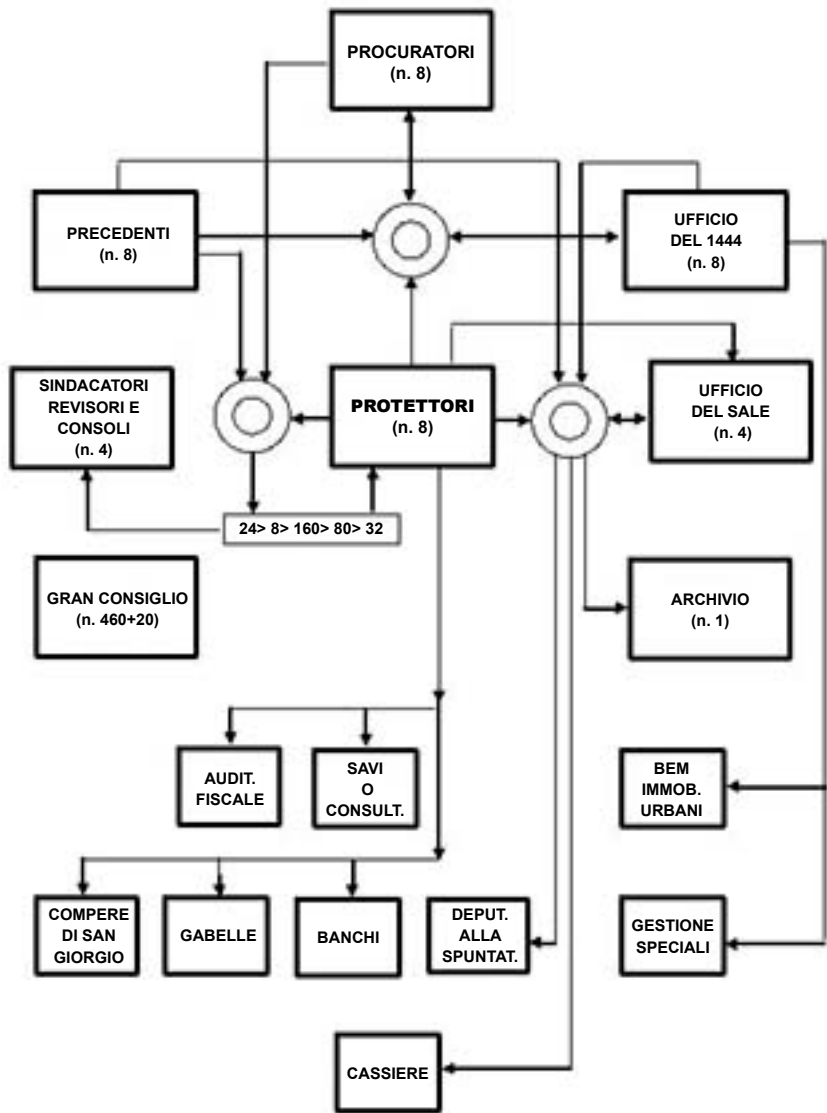 PROCURATORI
(n. 8)
PRECEDENTI
(n. 8)
UFFICIO
DEL 1444
(n. 8)
SINDACATORI
REVISORI E
CONSOLI
(n. 4)
PROTETTORI
(n. 8)
UFFICIO
DEL SALE
(n. 4)
24> 8> 160> 80> 32
GRAN CONSIGLIO
(n. 460+20)
ARCHIVIO
(n. 1)
AUDIT.
FISCALE
SAVI
O
CONSULT.
BEM
IMMOB.
URBANI
COMPERE
DI SAN
GIORGIO
GABELLE
BANCHI
DEPUT.
ALLA
SPUNTAT.
GESTIONE
SPECIALI
CASSIERE